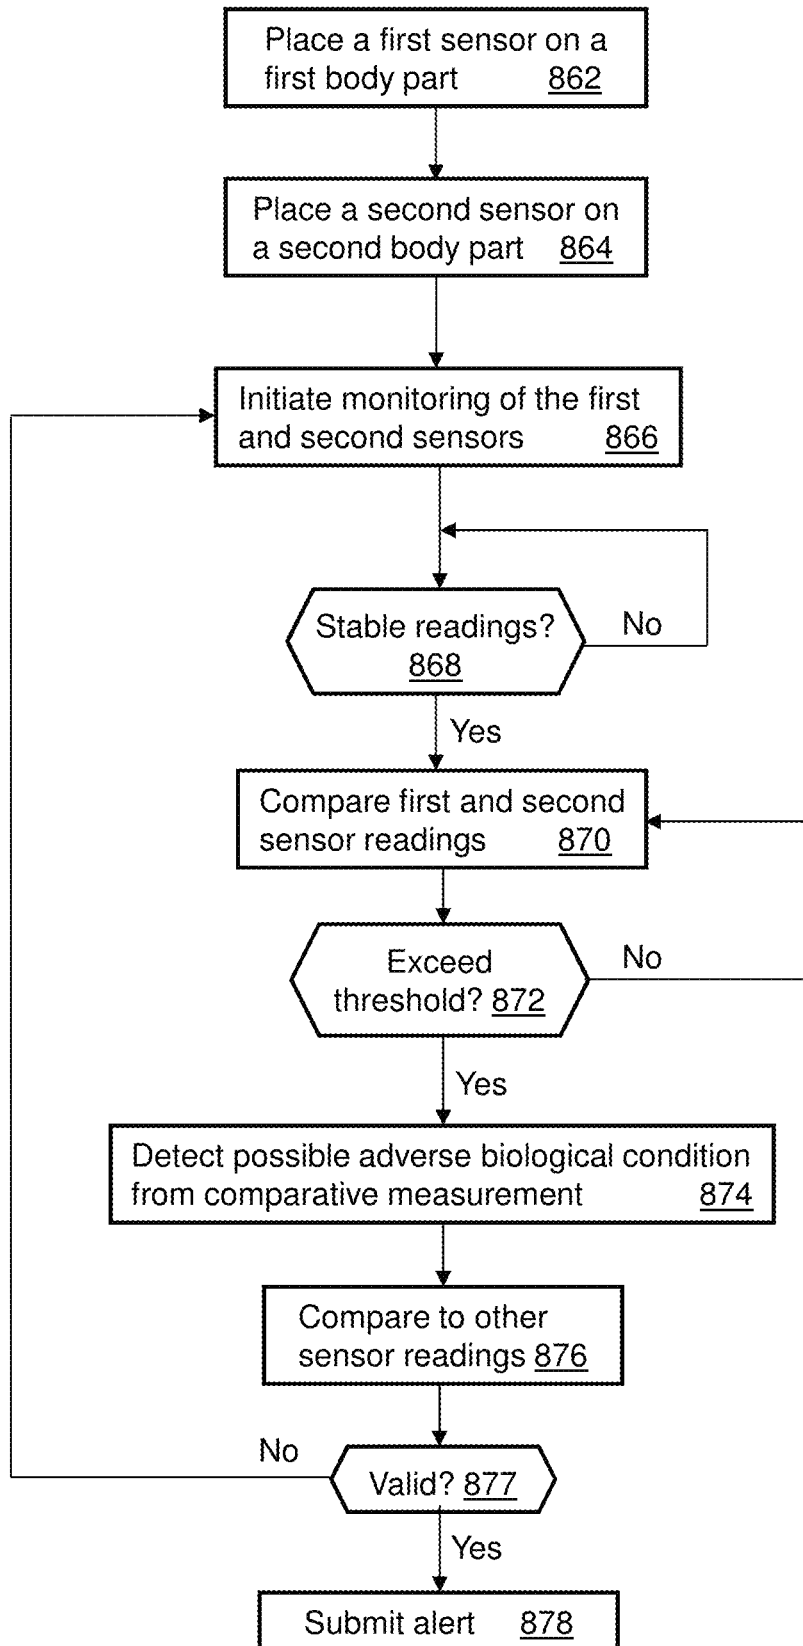 Place a first sensor on a
first body part 862
Place a second sensor on
a second body part 864
Initiate monitoring of the first
and second sensors 866
Stable readings?
868
No
Yes
Compare first and second
sensor readings 870
Exceed
threshold? 872
No
Yes
Detect possible adverse biological condition
from comparative measurement 874
Compare to other
sensor readings 876
No
Valid? 877
Yes
Submit alert 878